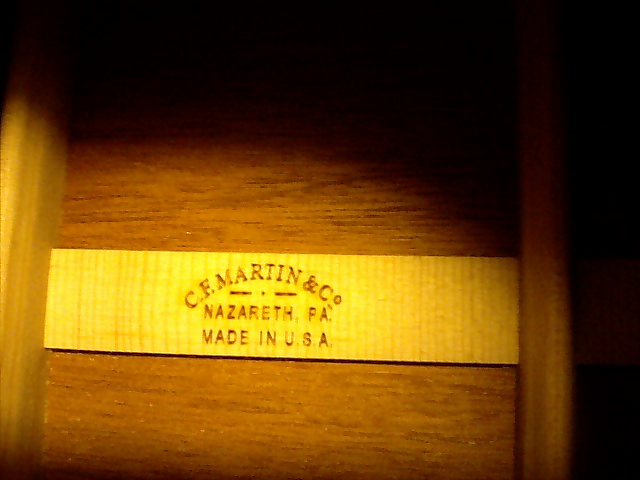 C.F. MARTIN & Co
NAZARETH, PA.
MADE IN U.S.A.